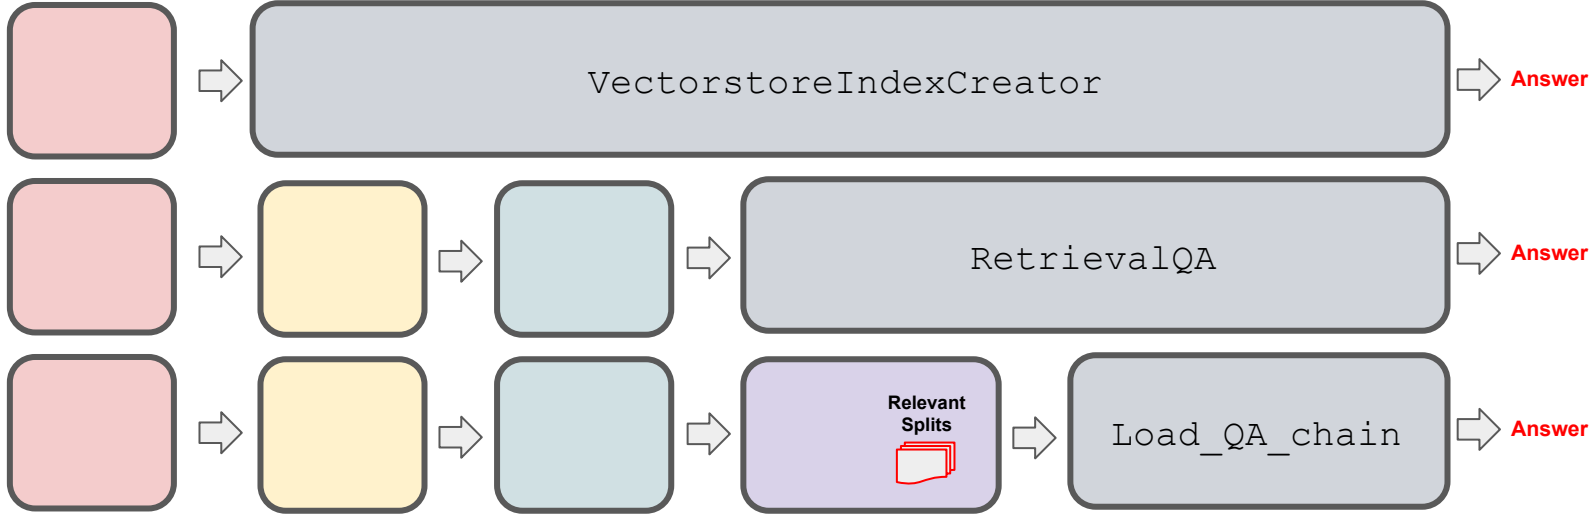 VectorstoreIndexCreator
Answer
RetrievalQA
Answer
Relevant
Splits
Load_QA_chain
Answer